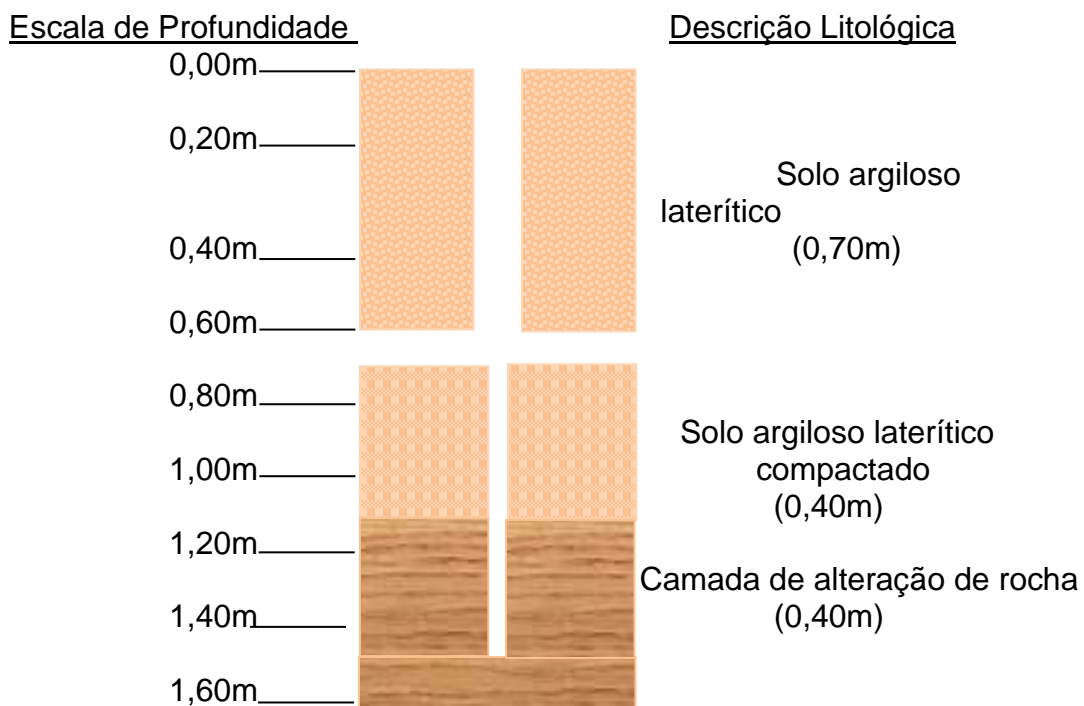 Escala de Profundidade
Descrição Litológica
0,00m
0,20m
Solo argiloso
laterítico
0,40m
(0,70m)
0,60m
0,80m
Solo argiloso laterítico
1,00m
compactado
(0,40m)
1,20m
Camada de alteração de rocha
1,40m
(0,40m)
1,60m